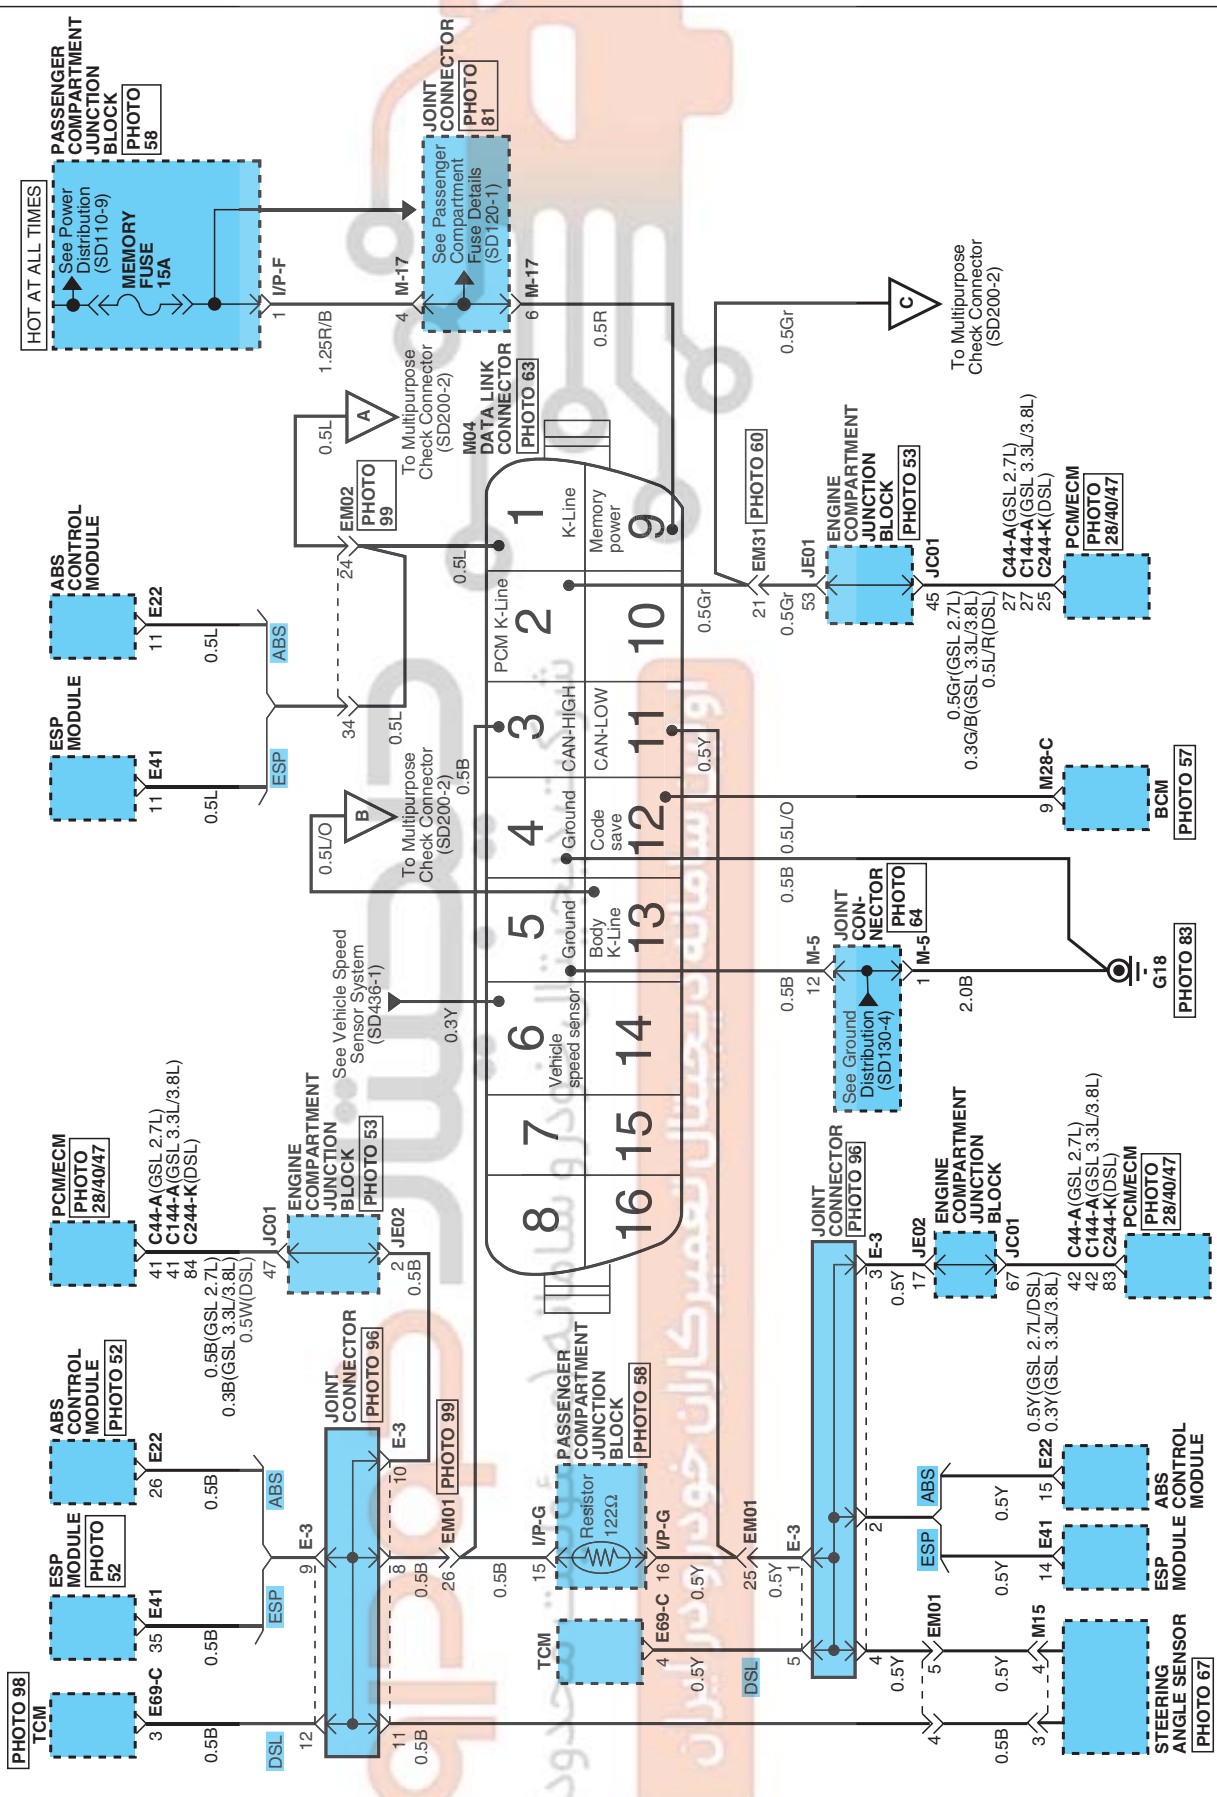 HOT AT ALL TIMES
PASSENGER
COMPARTMENT
JUNCTION
BLOCK
PHOTO
58
See Power
Distribution
(SD110-9)
MEMORY
FUSE
15A
1
I/P-F
1.25R/B
4
M-17
JOINT
CONNECTOR
PHOTO
81
See Passenger
Compartment
Fuse Details
(SD120-1)
6
M-17
0.5R
ABS
CONTROL
MODULE
11
E22
0.5L
ABS
ESP
MODULE
11
E41
0.5L
ESP
34
0.5L
24
EM02
PHOTO
99
0.5L
0.5L
A
To Multipurpose
Check Connector
(SD200-2)
0.5L/O
B
To Multipurpose
Check Connector
(SD200-2)
0.5B
See Vehicle Speed
Sensor System
(SD436-1)
0.3Y
PCM/ECM
PHOTO
28/40/47
41 C44-A(GSL 2.7L)
41 C144-A(GSL 3.3L/3.8L)
84 C244-K(DSL)
0.5B(GSL 2.7L)
0.3B(GSL 3.3L/3.8L)
0.5W(DSL)
47
JC01
ENGINE
COMPARTMENT
JUNCTION
BLOCK
PHOTO 53
2
JE02
0.5B
ABS
CONTROL
MODULE
PHOTO 52
26
E22
0.5B
ABS
ESP
MODULE
PHOTO
52
35
E41
0.5B
ESP
PHOTO 98
TCM
3
E69-C
0.5B
DSL
12
9
E-3
JOINT
CONNECTOR
PHOTO 96
11
0.5B
8
0.5B
10
E-3
26
EM01
PHOTO 99
0.5B
M04
DATA LINK
CONNECTOR
PHOTO 63
8
7
6
Vehicle
speed sensor
5
Ground
4
Ground
3
CAN-HIGH
2
PCM K-Line
1
K-Line
16
15
14
13
Body
K-Line
12
Code
save
11
CAN-LOW
10
9
Memory
power
15
I/P-G
PASSENGER
COMPARTMENT
JUNCTION
BLOCK
PHOTO 58
Resistor
122Ω
16
I/P-G
0.5Y
25
EM01
0.5Y
TCM
4
E69-C
0.5Y
DSL
5
1
E-3
JOINT
CONNECTOR
PHOTO 96
4
0.5Y
2
3
E-3
0.5Y
17
JE02
ENGINE
COMPARTMENT
JUNCTION
BLOCK
67
JC01
0.5Y(GSL 2.7L/DSL)
0.3Y(GSL 3.3L/3.8L)
42 C44-A(GSL 2.7L)
42 C144-A(GSL 3.3L/3.8L)
83 C244-K(DSL)
PCM/ECM
PHOTO
28/40/47
ABS
0.5Y
15
E22
ABS
CONTROL
MODULE
ESP
0.5Y
14
E41
ESP
MODULE
5
EM01
0.5Y
4
M15
4
0.5B
3
STEERING
ANGLE SENSOR
PHOTO 67
0.5Y
0.5B
12
M-5
JOINT
CON-
NECTOR
PHOTO
64
See Ground
Distribution
(SD130-4)
1
M-5
2.0B
G18
PHOTO 83
0.5B
0.5L/O
9
M28-C
BCM
PHOTO 57
0.5Gr
21
EM31
PHOTO 60
0.5Gr
53
JE01
ENGINE
COMPARTMENT
JUNCTION
BLOCK
PHOTO 53
45
JC01
0.5Gr(GSL 2.7L)
0.3G/B(GSL 3.3L/3.8L)
0.5L/R(DSL)
27 C44-A(GSL 2.7L)
27 C144-A(GSL 3.3L/3.8L)
25 C244-K(DSL)
PCM/ECM
PHOTO
28/40/47
0.5Gr
C
To Multipurpose
Check Connector
(SD200-2)
اولین سامانه دیجیتال تعمیرکاران خودرو در ایران